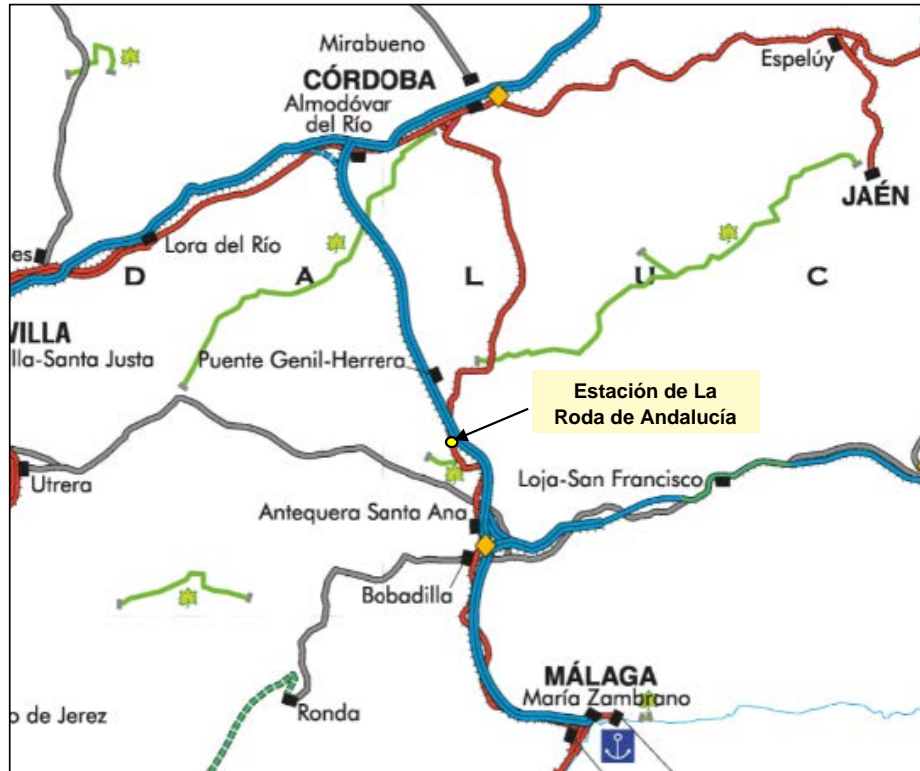 Mirabueno
CÓRDOBA
Espelúy
Almodóvar
del Río
JAÉN
Lora del Río
es
D A L U C
VILLA
lla-Santa Justa
Puente Genil-Herrera
Estación de La
Roda de Andalucía
Utrera
Loja-San Francisco
Antequera Santa Ana
Bobadilla
MÁLAGA
María Zambrano
Ronda
o de Jerez